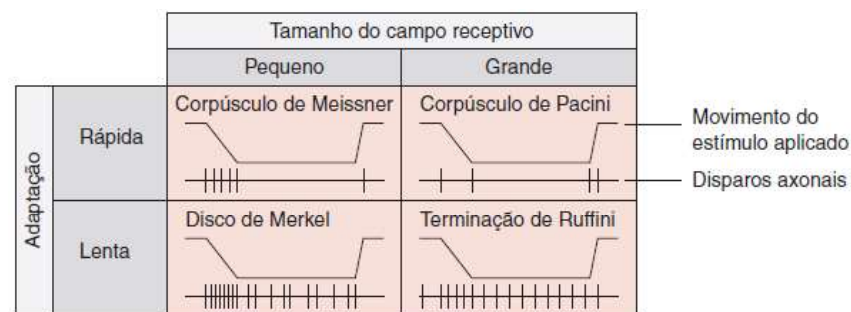 Tamanho do campo receptivo
Pequeno
Grande
Adaptação
Rápida
Corpúsculo de Meissner
Corpúsculo de Pacini
Movimento do
estímulo aplicado
Disparos axonais
Lenta
Disco de Merkel
Terminação de Ruffini